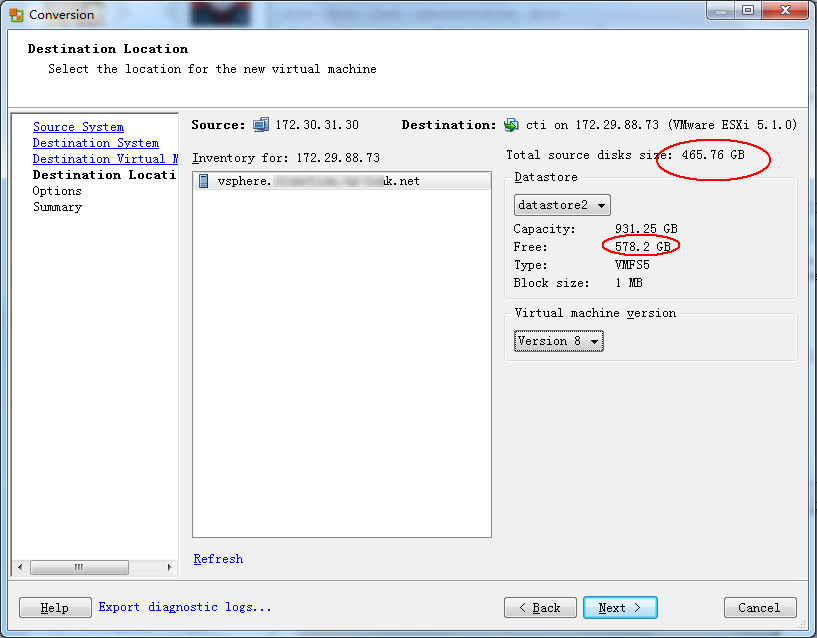 Conversion
Destination Location
Select the location for the new virtual machine
Source System
Destination System
Destination Virtual M
Destination Locati
Options
Summary
Source: 172.30.31.30
Destination: cti on 172.29.88.73 (VMware ESXi 5.1.0)
Inventory for: 172.29.88.73
vsphere. k.net
Refresh
Total source disks size: 465.76 GB
Datastore
datastore2
Capacity: 931.25 GB
Free: 578.2 GB
Type: VMFS5
Block size: 1 MB
Virtual machine version
Version 8
Help
Export diagnostic logs...
< Back
Next >
Cancel